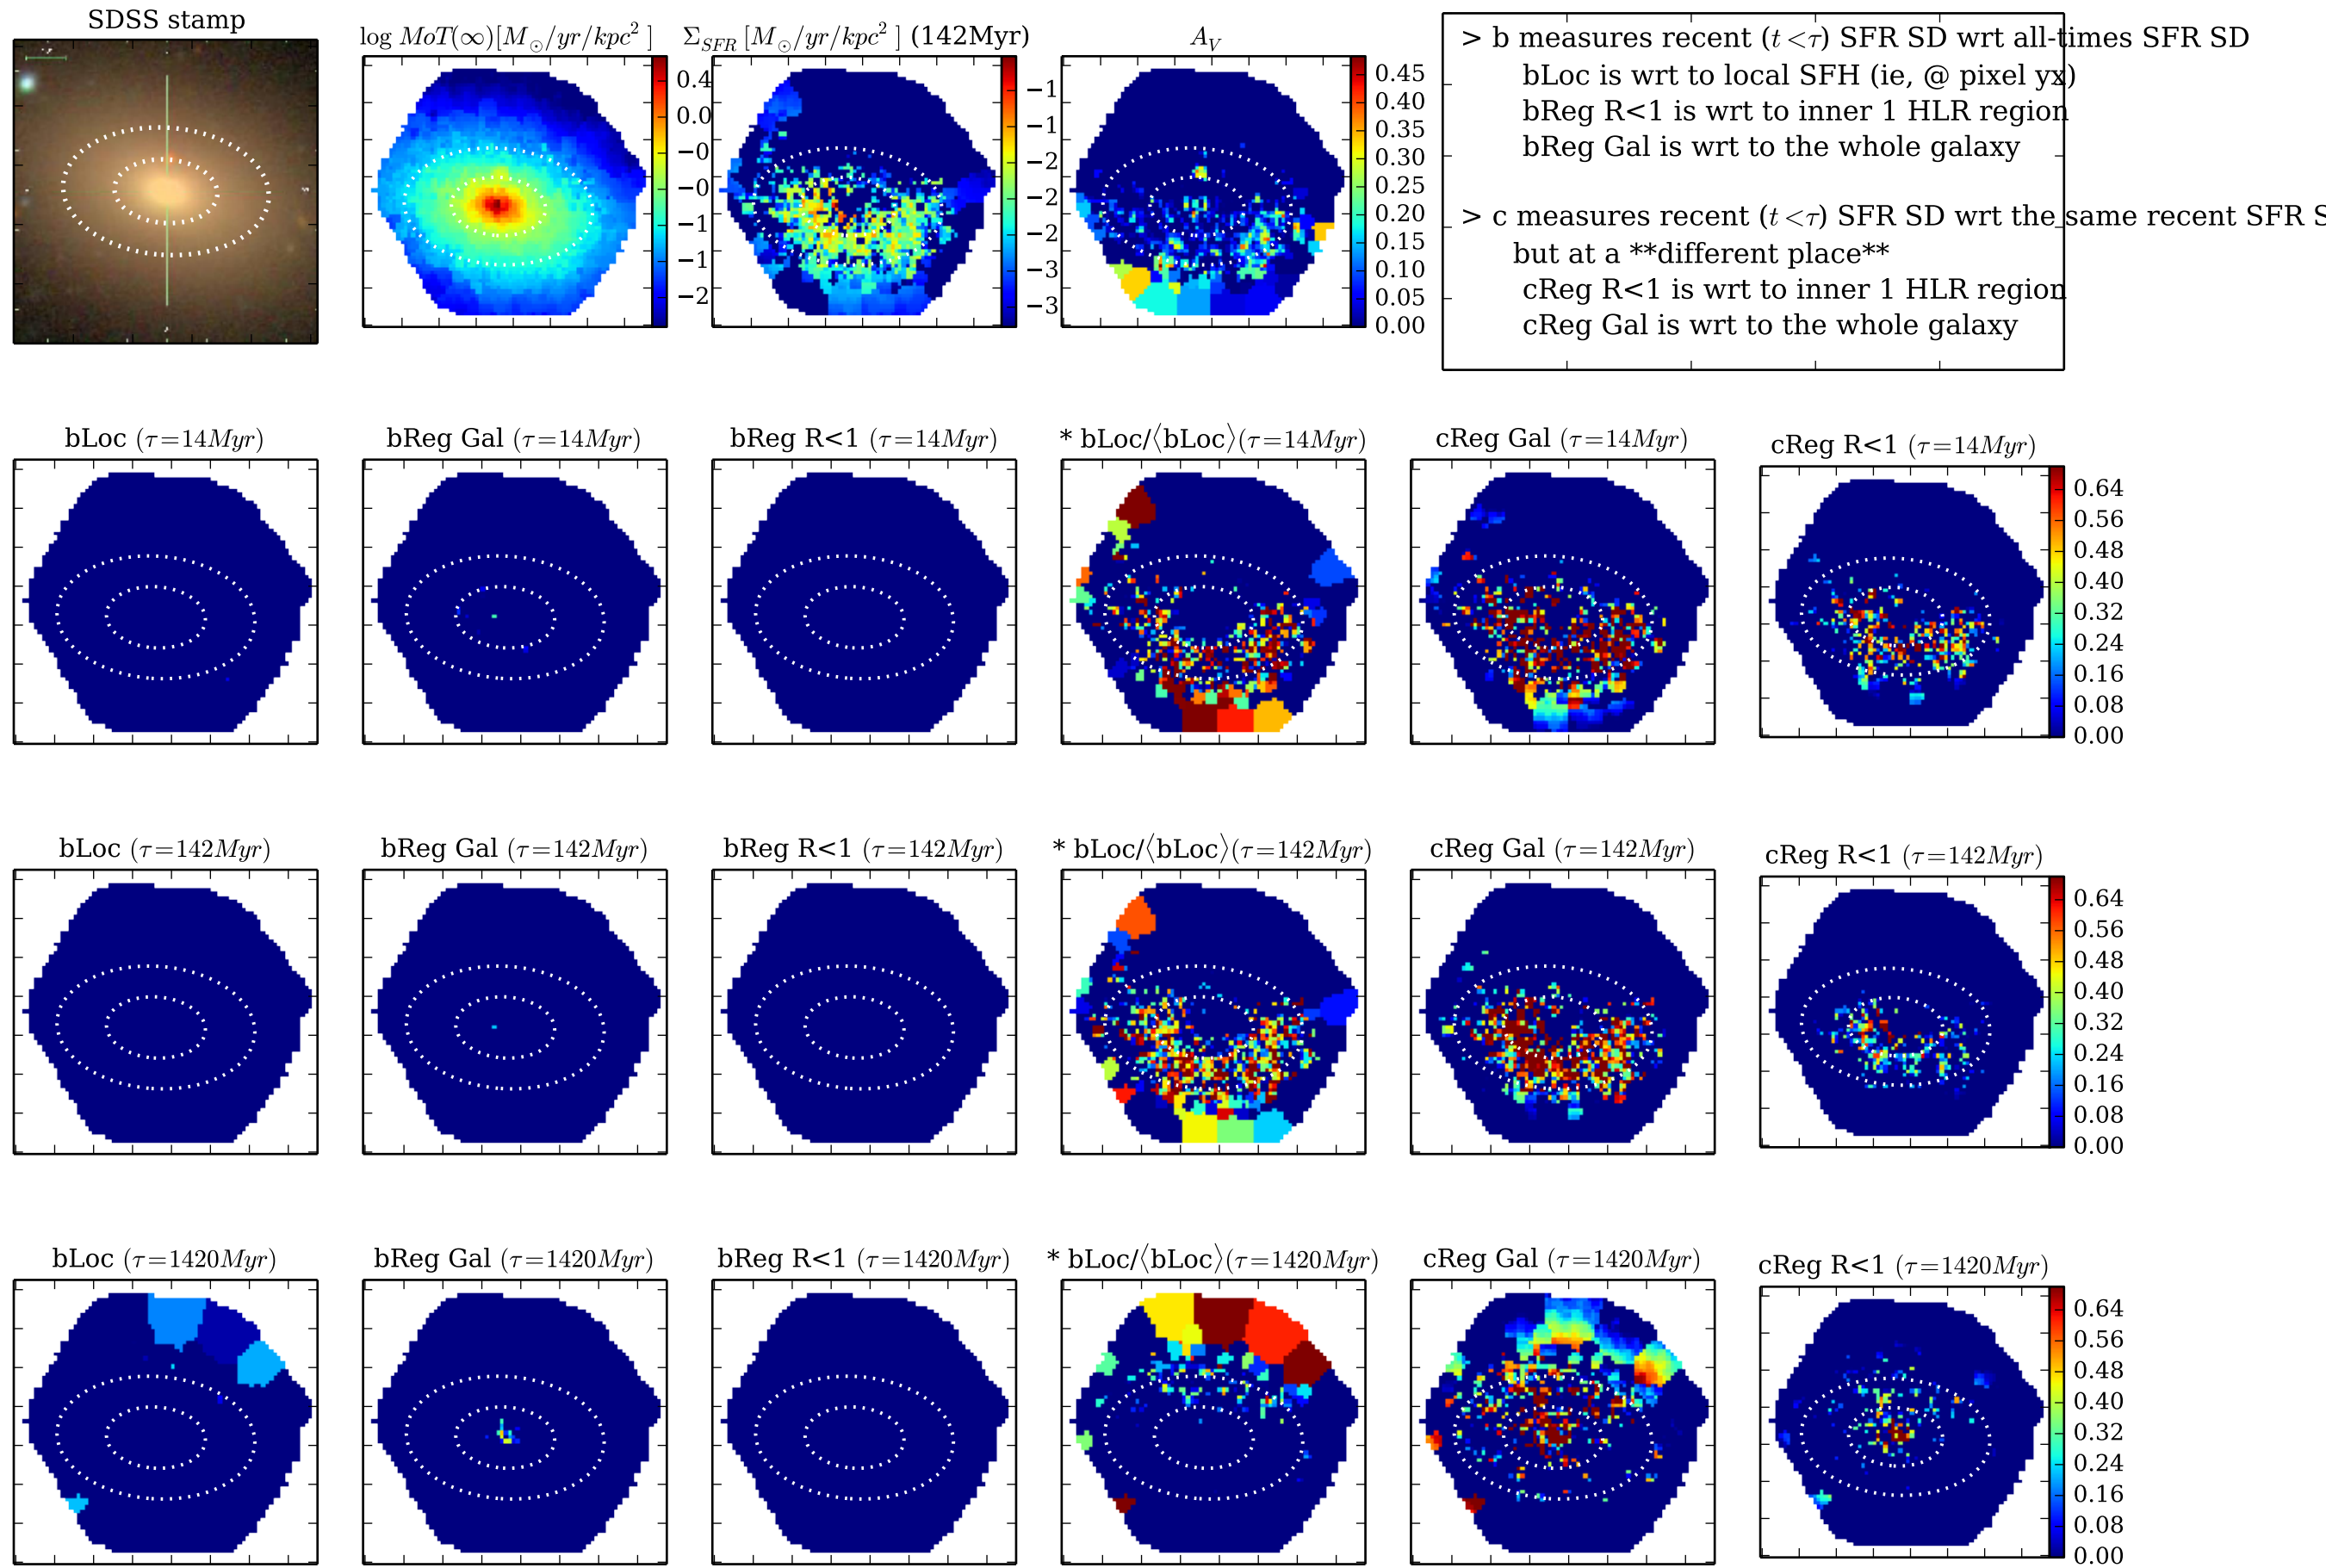 SDSS stamp
log MoT(∞)[M⊙/yr/kpc²]
Σ_SFR [M⊙/yr/kpc²] (142Myr)
A_V
0.4
0.0
−0
−0
−1
−1
−2
−1
−1
−2
−2
−2
−3
−3
0.45
0.40
0.35
0.30
0.25
0.20
0.15
0.10
0.05
0.00
> b measures recent (t<τ) SFR SD wrt all-times SFR SD
bLoc is wrt to local SFH (ie, @ pixel yx)
bReg R<1 is wrt to inner 1 HLR region
bReg Gal is wrt to the whole galaxy
> c measures recent (t<τ) SFR SD wrt the same recent SFR S
but at a **different place**
cReg R<1 is wrt to inner 1 HLR region
cReg Gal is wrt to the whole galaxy
bLoc (τ=14Myr)
bReg Gal (τ=14Myr)
bReg R<1 (τ=14Myr)
* bLoc/⟨bLoc⟩(τ=14Myr)
cReg Gal (τ=14Myr)
cReg R<1 (τ=14Myr)
0.64
0.56
0.48
0.40
0.32
0.24
0.16
0.08
0.00
bLoc (τ=142Myr)
bReg Gal (τ=142Myr)
bReg R<1 (τ=142Myr)
* bLoc/⟨bLoc⟩(τ=142Myr)
cReg Gal (τ=142Myr)
cReg R<1 (τ=142Myr)
0.64
0.56
0.48
0.40
0.32
0.24
0.16
0.08
0.00
bLoc (τ=1420Myr)
bReg Gal (τ=1420Myr)
bReg R<1 (τ=1420Myr)
* bLoc/⟨bLoc⟩(τ=1420Myr)
cReg Gal (τ=1420Myr)
cReg R<1 (τ=1420Myr)
0.64
0.56
0.48
0.40
0.32
0.24
0.16
0.08
0.00